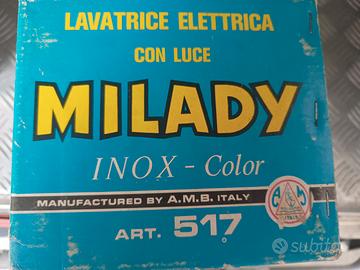 LAVATRICE ELETTRICA
CON LUCE
MILADY
INOX - Color
MANUFACTURED BY A.M.B. ITALY
ART. 517
subito